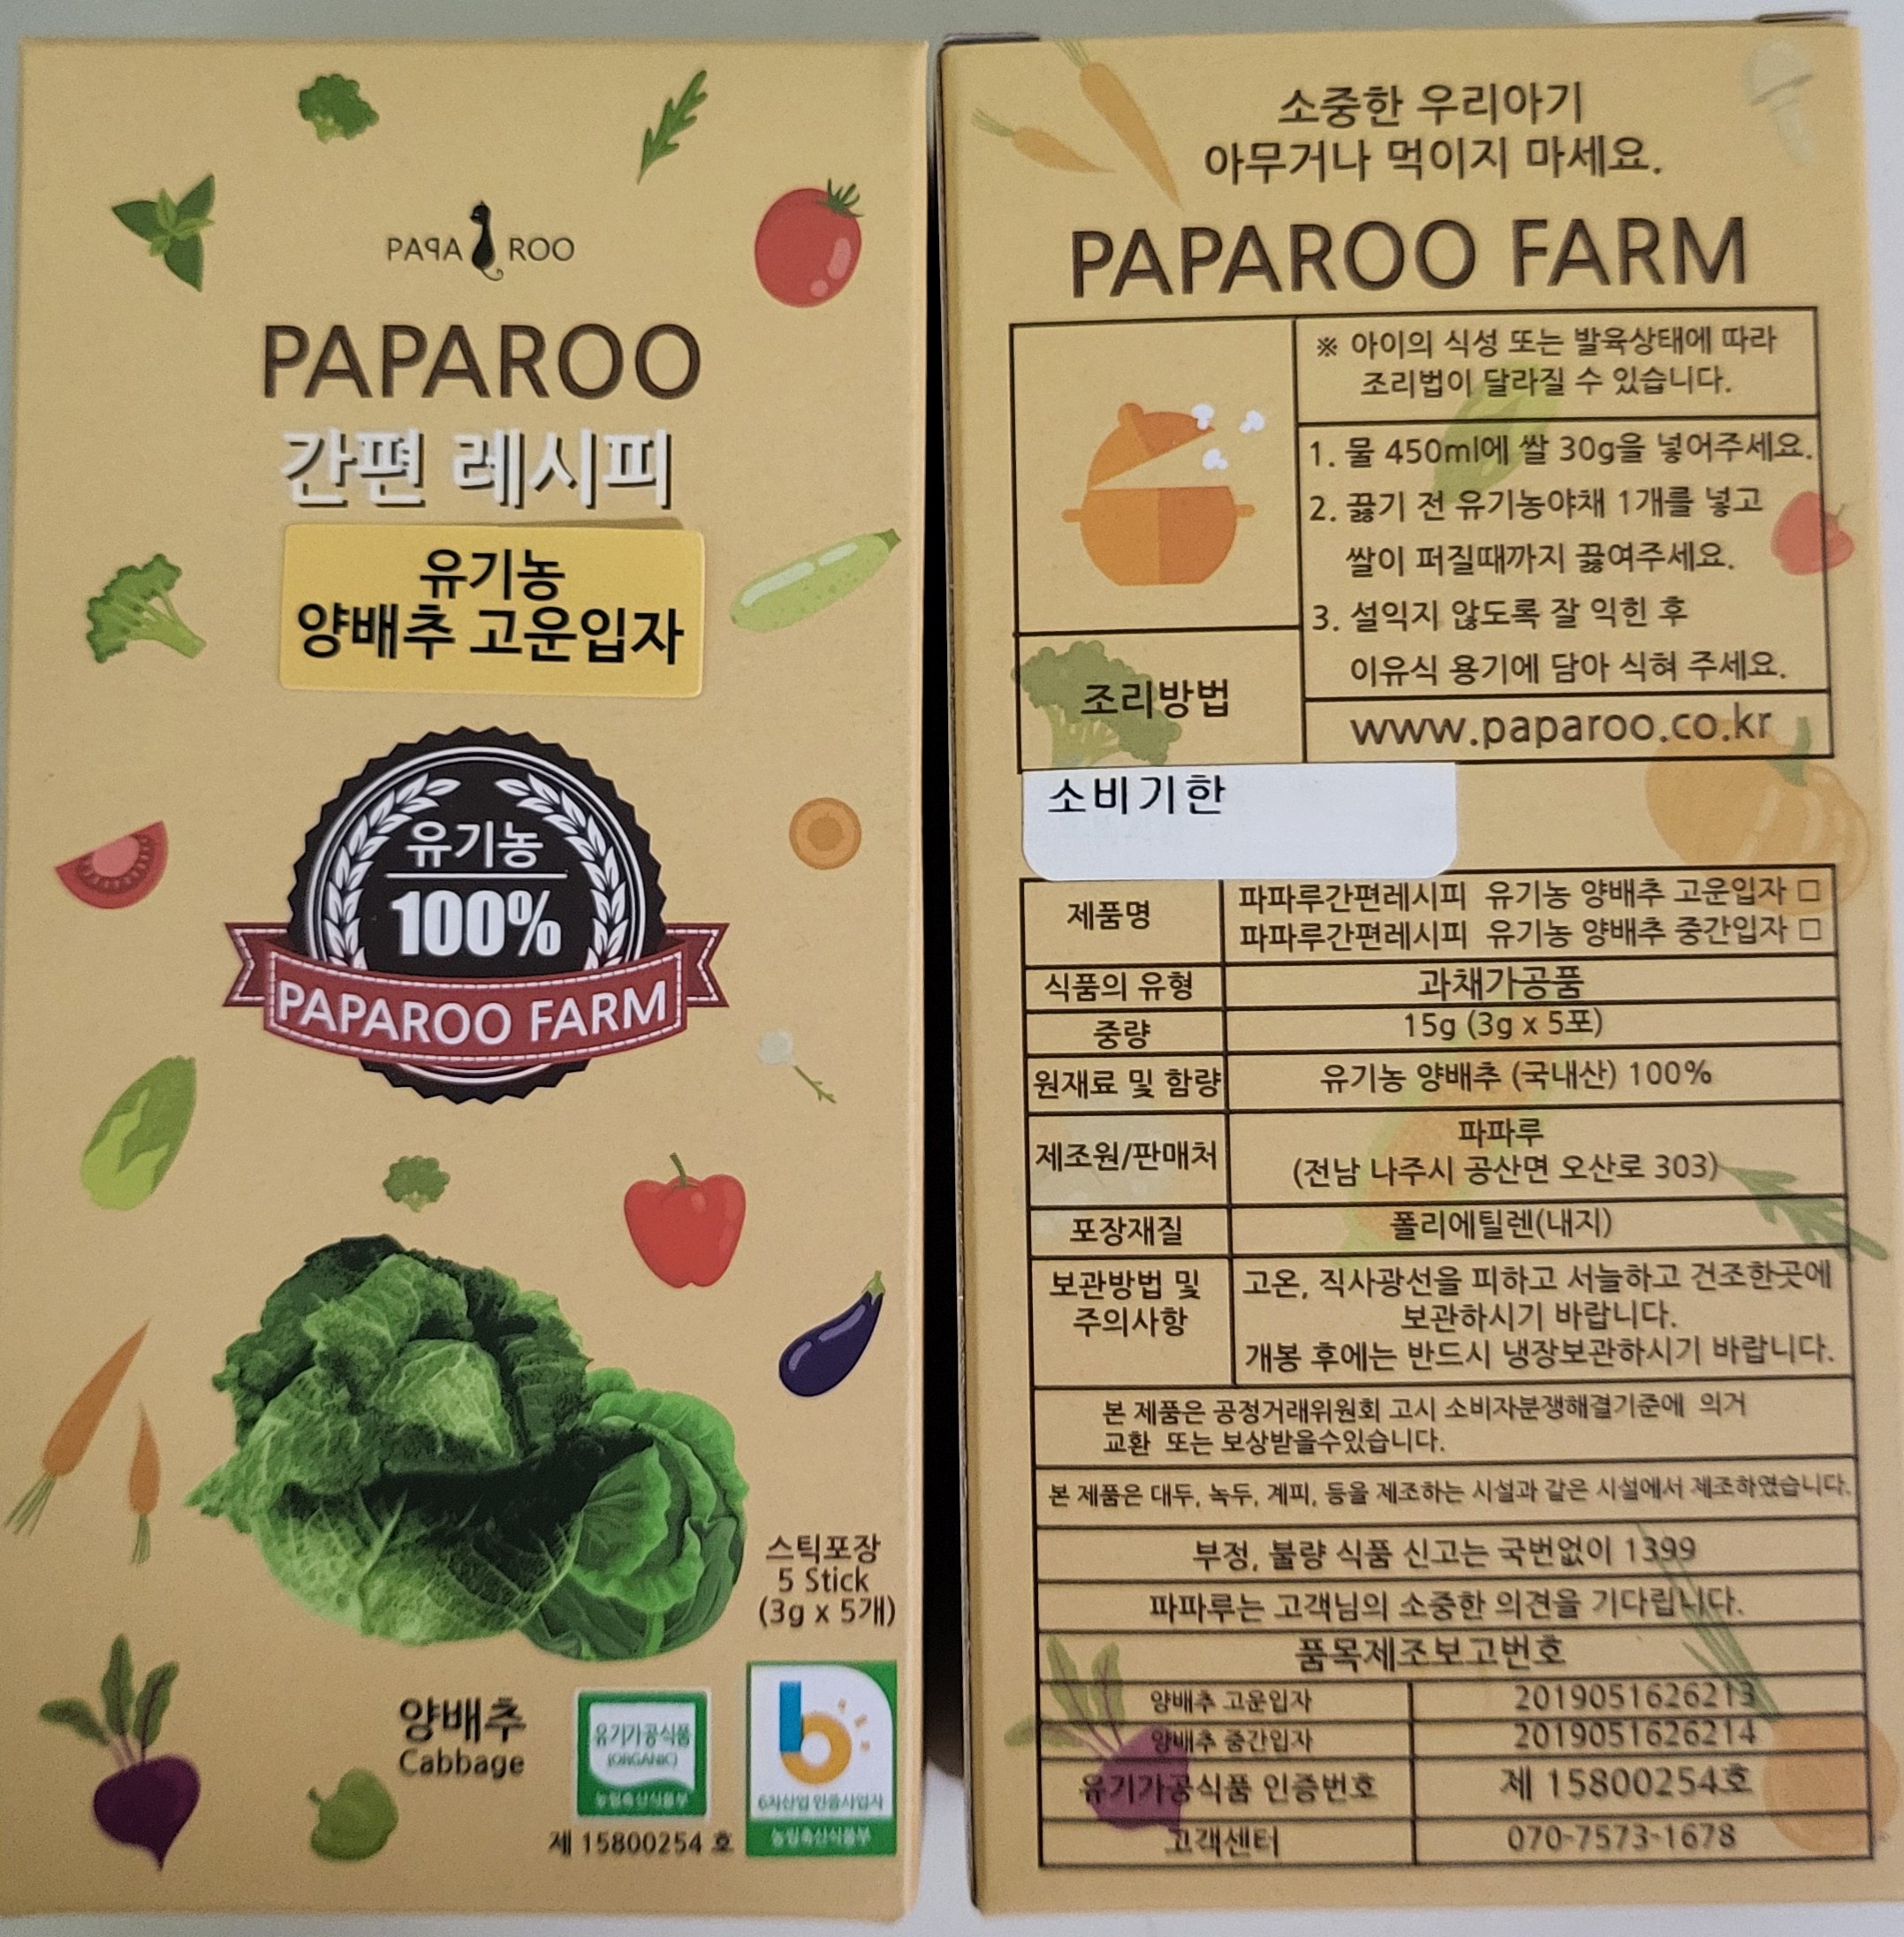 PAPA ROO
PAPAROO
간편 레시피
유기농
양배추 고운입자
유기농
100%
PAPAROO FARM
스틱포장
5 Stick
(3g x 5개)
양배추
Cabbage
유기가공식품
(ORGANIC)
농림축산식품부
제 15800254 호
6차산업 인증사업자
농림축산식품부
소중한 우리아기
아무거나 먹이지 마세요.
PAPAROO FARM
※ 아이의 식성 또는 발육상태에 따라
조리법이 달라질 수 있습니다.
1. 물 450ml에 쌀 30g을 넣어주세요.
2. 끓기 전 유기농야채 1개를 넣고
쌀이 퍼질때까지 끓여주세요.
3. 설익지 않도록 잘 익힌 후
이유식 용기에 담아 식혀 주세요.
조리방법
www.paparoo.co.kr
소비기한
제품명
파파루간편레시피 유기농 양배추 고운입자 □
파파루간편레시피 유기농 양배추 중간입자 □
식품의 유형 과채가공품
중량 15g (3g x 5포)
원재료 및 함량 유기농 양배추 (국내산) 100%
제조원/판매처
파파루
(전남 나주시 공산면 오산로 303)
포장재질 폴리에틸렌(내지)
보관방법 및
주의사항
고온, 직사광선을 피하고 서늘하고 건조한곳에
보관하시기 바랍니다.
개봉 후에는 반드시 냉장보관하시기 바랍니다.
본 제품은 공정거래위원회 고시 소비자분쟁해결기준에 의거
교환 또는 보상받을수있습니다.
본 제품은 대두, 녹두, 계피, 등을 제조하는 시설과 같은 시설에서 제조하였습니다.
부정, 불량 식품 신고는 국번없이 1399
파파루는 고객님의 소중한 의견을 기다립니다.
품목제조보고번호
양배추 고운입자 2019051626213
양배추 중간입자 2019051626214
유기가공식품 인증번호 제 15800254호
고객센터 070-7573-1678